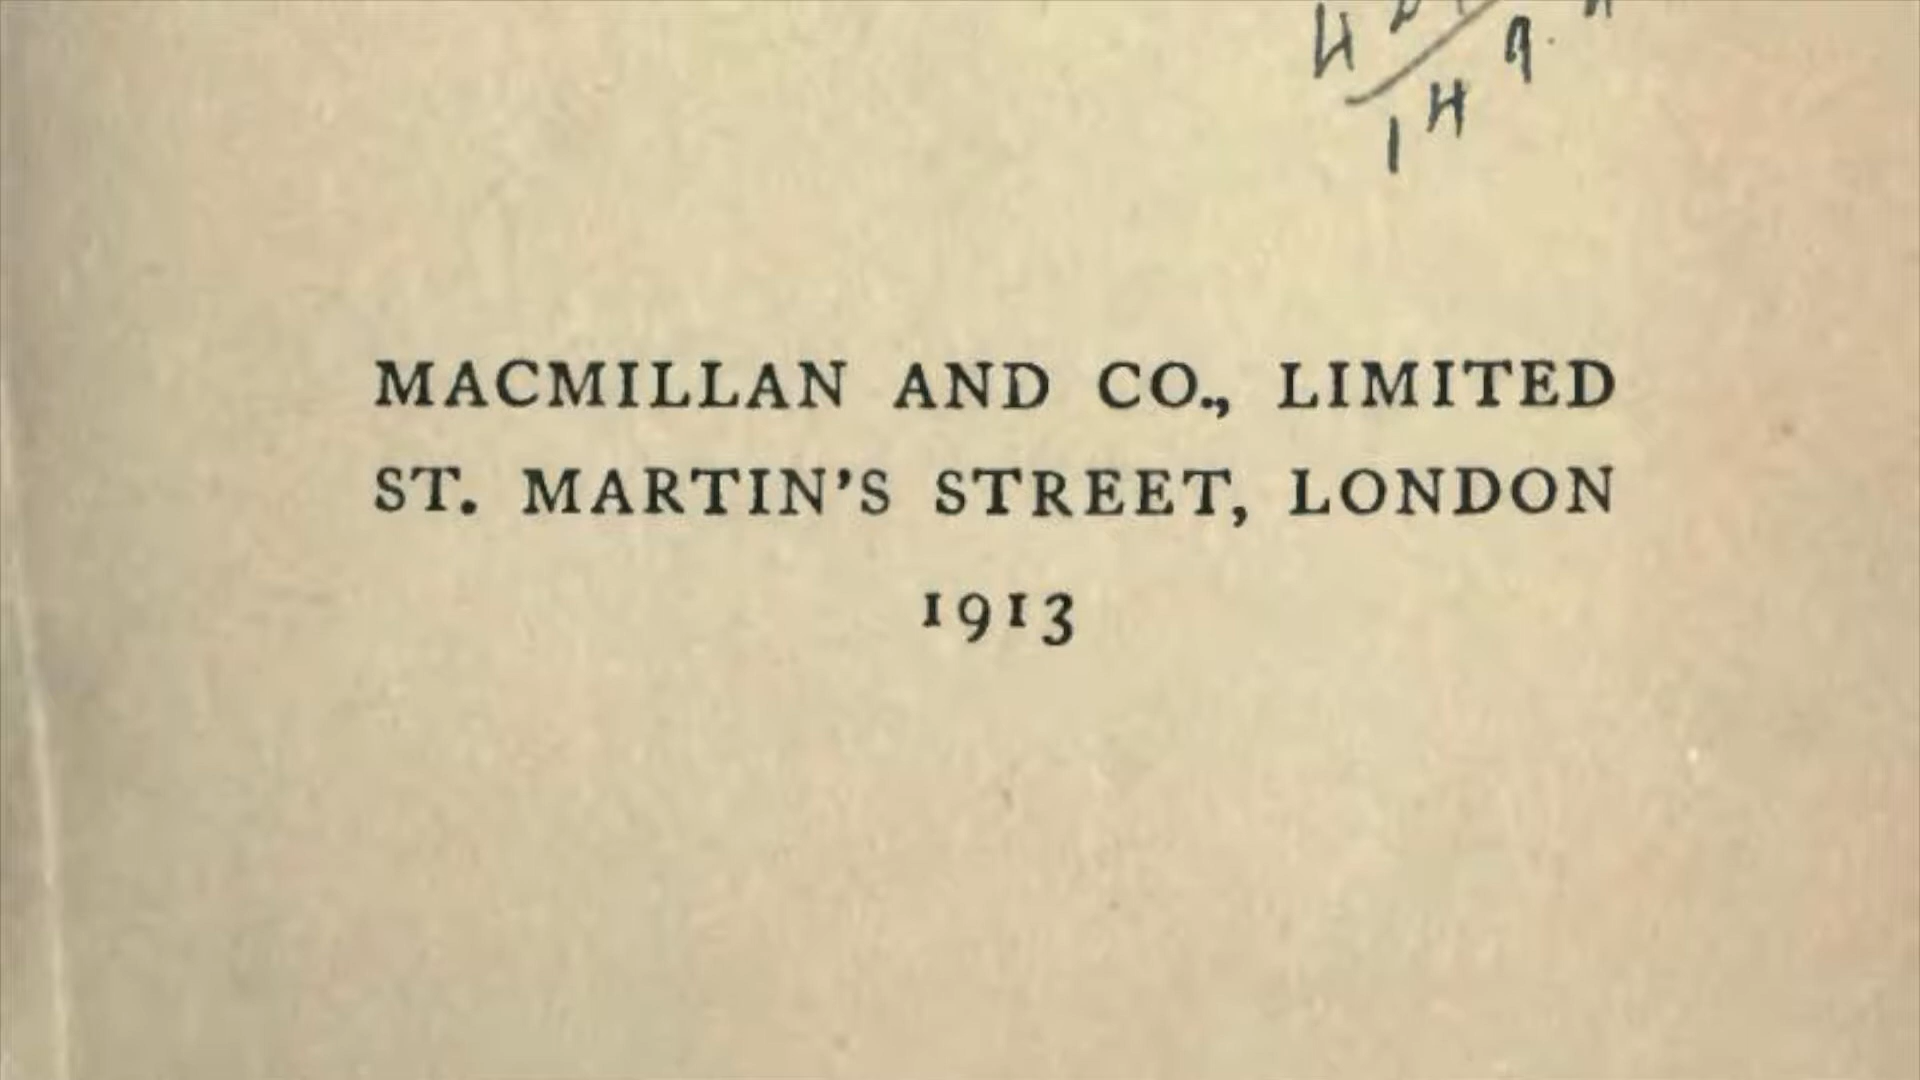 MACMILLAN AND CO., LIMITED
ST. MARTIN'S STREET, LONDON
1913